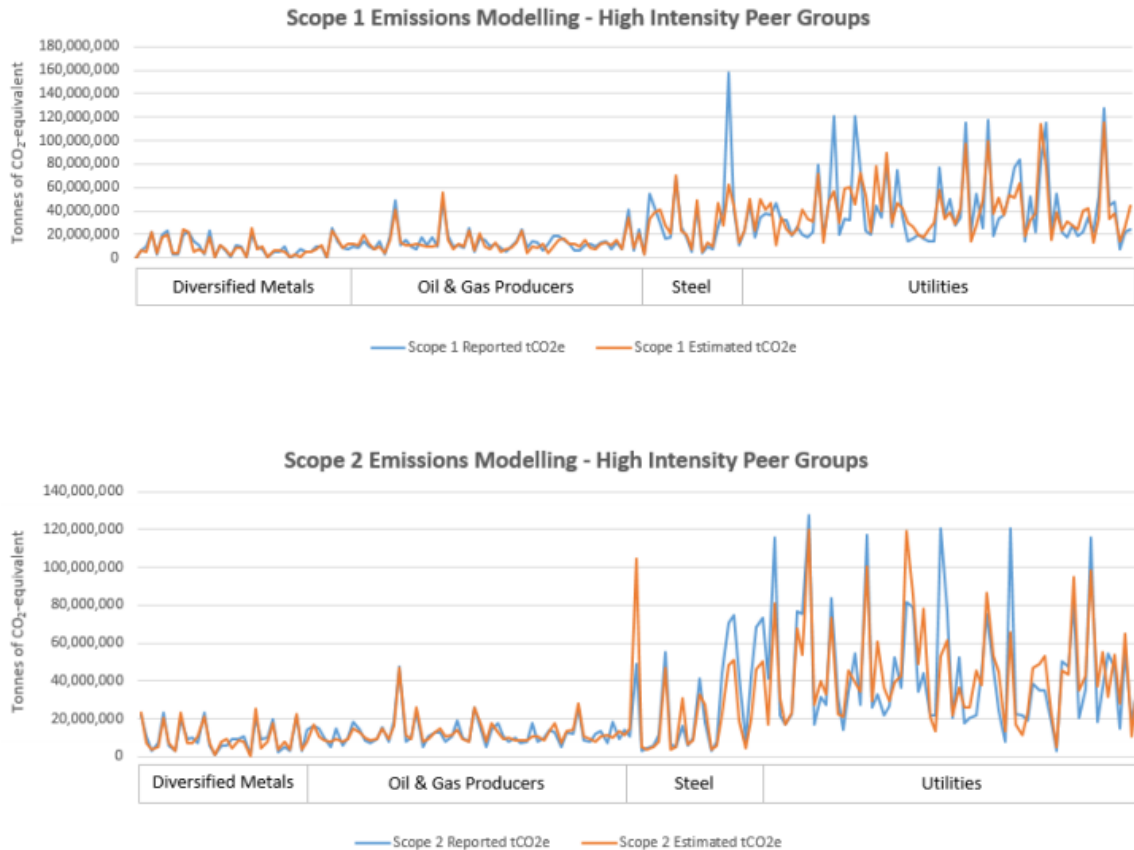 Scope 1 Emissions Modelling - High Intensity Peer Groups
Tonnes of CO₂-equivalent
180,000,000
160,000,000
140,000,000
120,000,000
100,000,000
80,000,000
60,000,000
40,000,000
20,000,000
0
Diversified Metals Oil & Gas Producers Steel Utilities
Scope 1 Reported tCO2e Scope 1 Estimated tCO2e
Scope 2 Emissions Modelling - High Intensity Peer Groups
Tonnes of CO₂-equivalent
140,000,000
120,000,000
100,000,000
80,000,000
60,000,000
40,000,000
20,000,000
0
Diversified Metals Oil & Gas Producers Steel Utilities
Scope 2 Reported tCO2e Scope 2 Estimated tCO2e